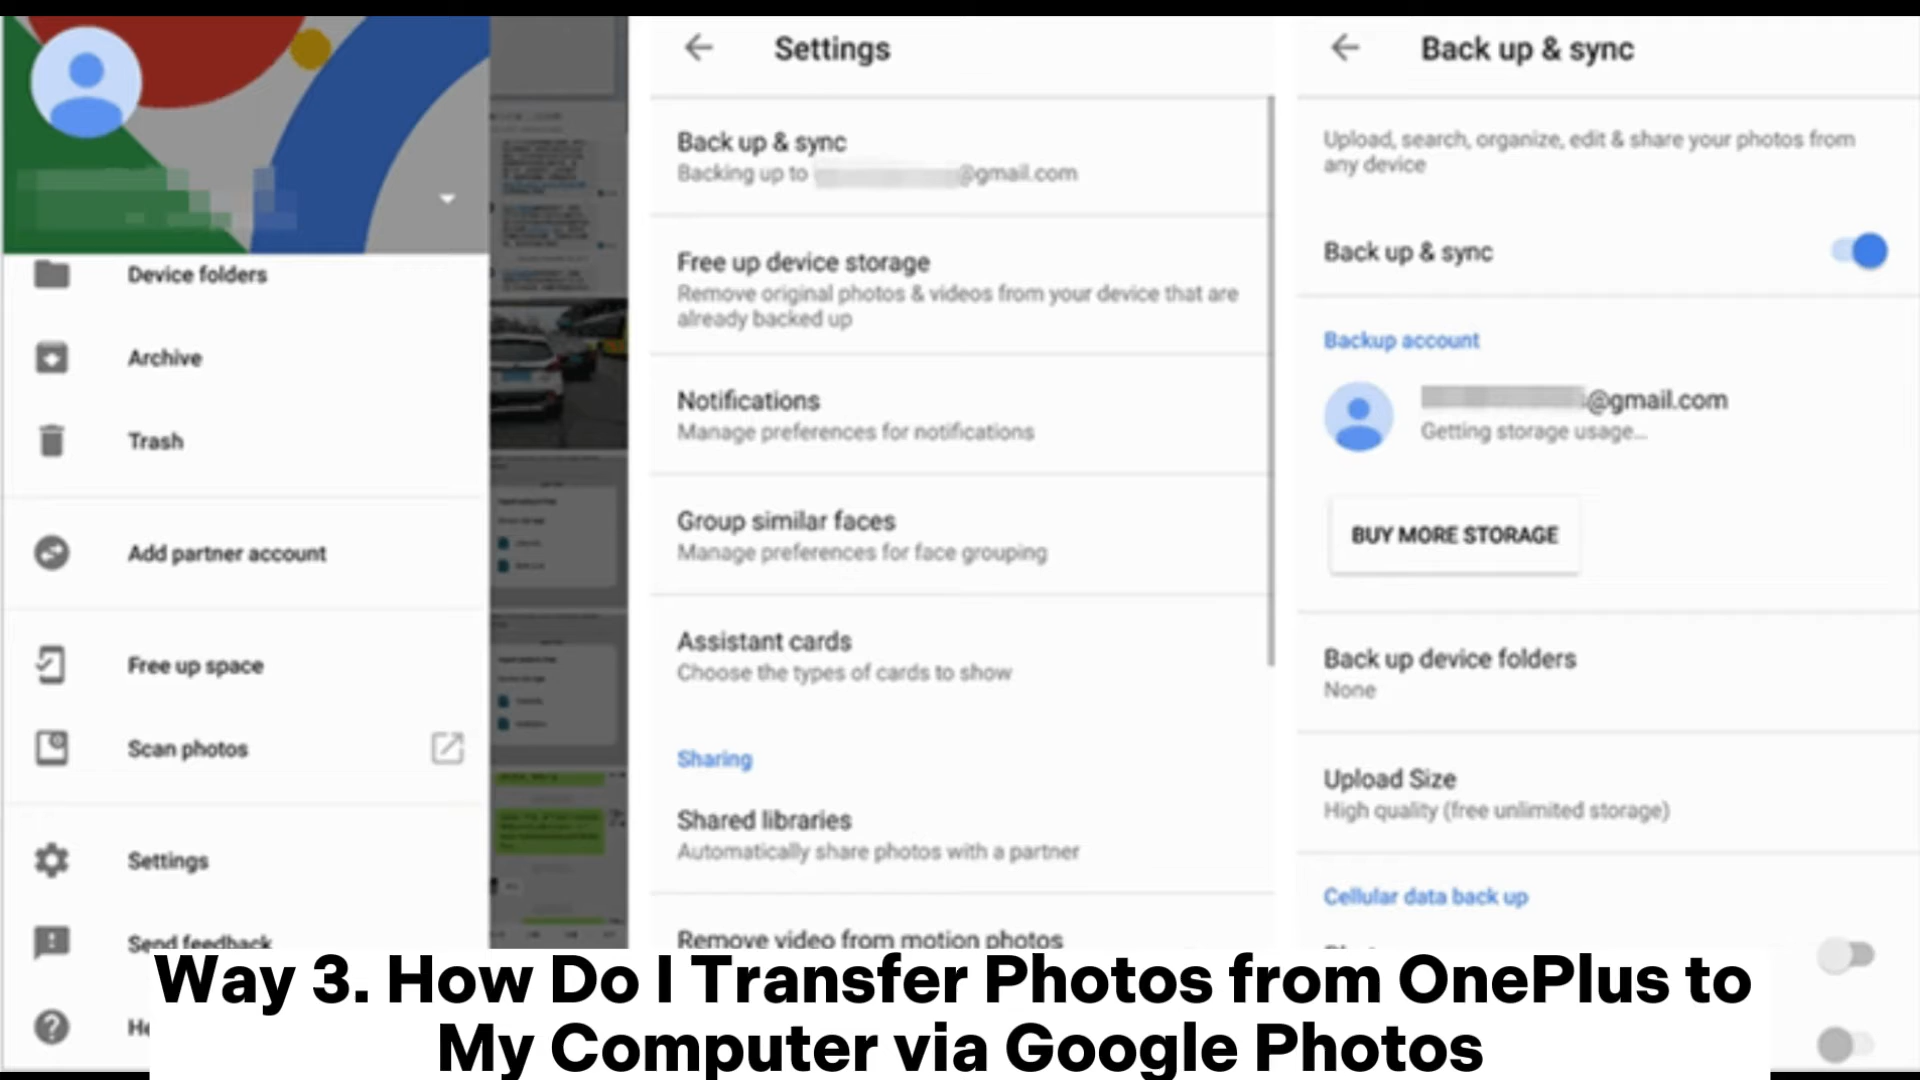 Device folders
Archive
Trash
Add partner account
Free up space
Scan photos
Settings
Send feedback
Settings
Back up & sync
Backing up to @gmail.com
Free up device storage
Remove original photos & videos from your device that are
already backed up
Notifications
Manage preferences for notifications
Group similar faces
Manage preferences for face grouping
Assistant cards
Choose the types of cards to show
Sharing
Shared libraries
Automatically share photos with a partner
Remove video from motion photos
Back up & sync
Upload, search, organize, edit & share your photos from
any device
Back up & sync
Backup account
@gmail.com
Getting storage usage...
BUY MORE STORAGE
Back up device folders
None
Upload Size
High quality (free unlimited storage)
Cellular data back up
Way 3. How Do I Transfer Photos from OnePlus to
My Computer via Google Photos